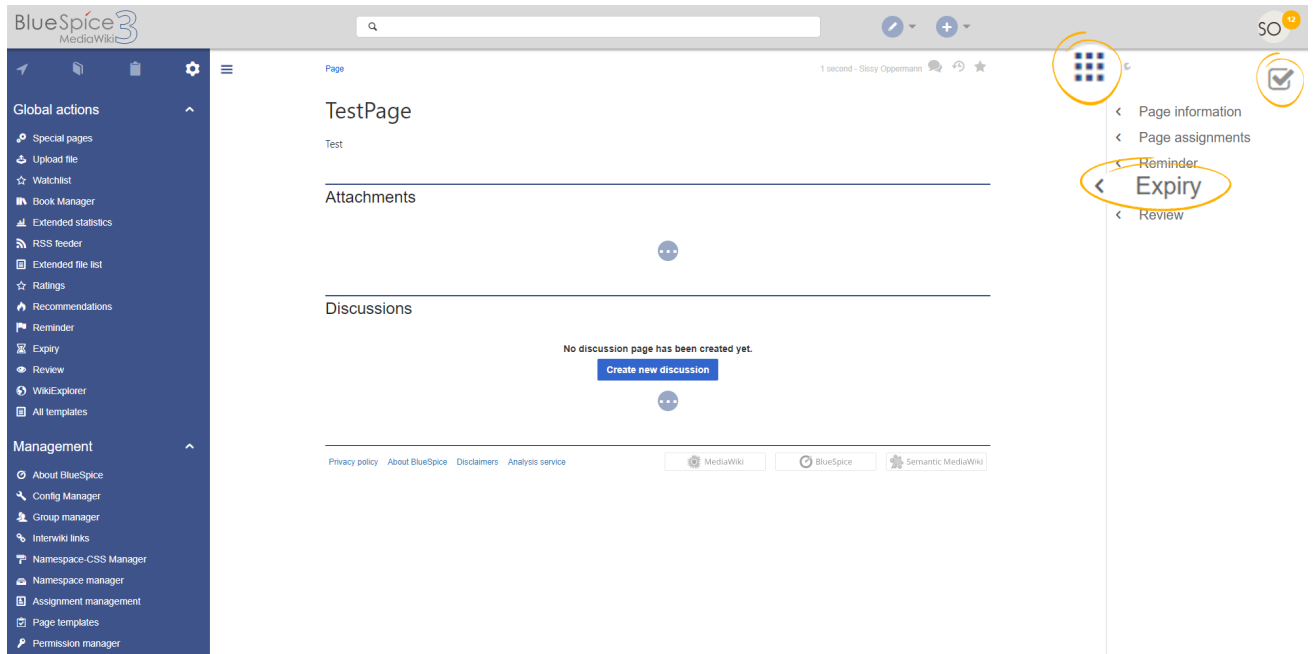 BlueSpice 3
MediaWiki
SO
12
Page
1 second - Sissy Oppermann
Global actions
Special pages
Upload file
Watchlist
Book Manager
Extended statistics
RSS feeder
Extended file list
Ratings
Recommendations
Reminder
Expiry
Review
WikiExplorer
All templates
Management
About BlueSpice
Config Manager
Group manager
Interwiki links
Namespace-CSS Manager
Namespace manager
Assignment management
Page templates
Permission manager
TestPage
Test
Attachments
Discussions
No discussion page has been created yet.
Create new discussion
Privacy policy About BlueSpice Disclaimers Analysis service
MediaWiki
BlueSpice
Semantic MediaWiki
Page information
Page assignments
Reminder
Expiry
Review